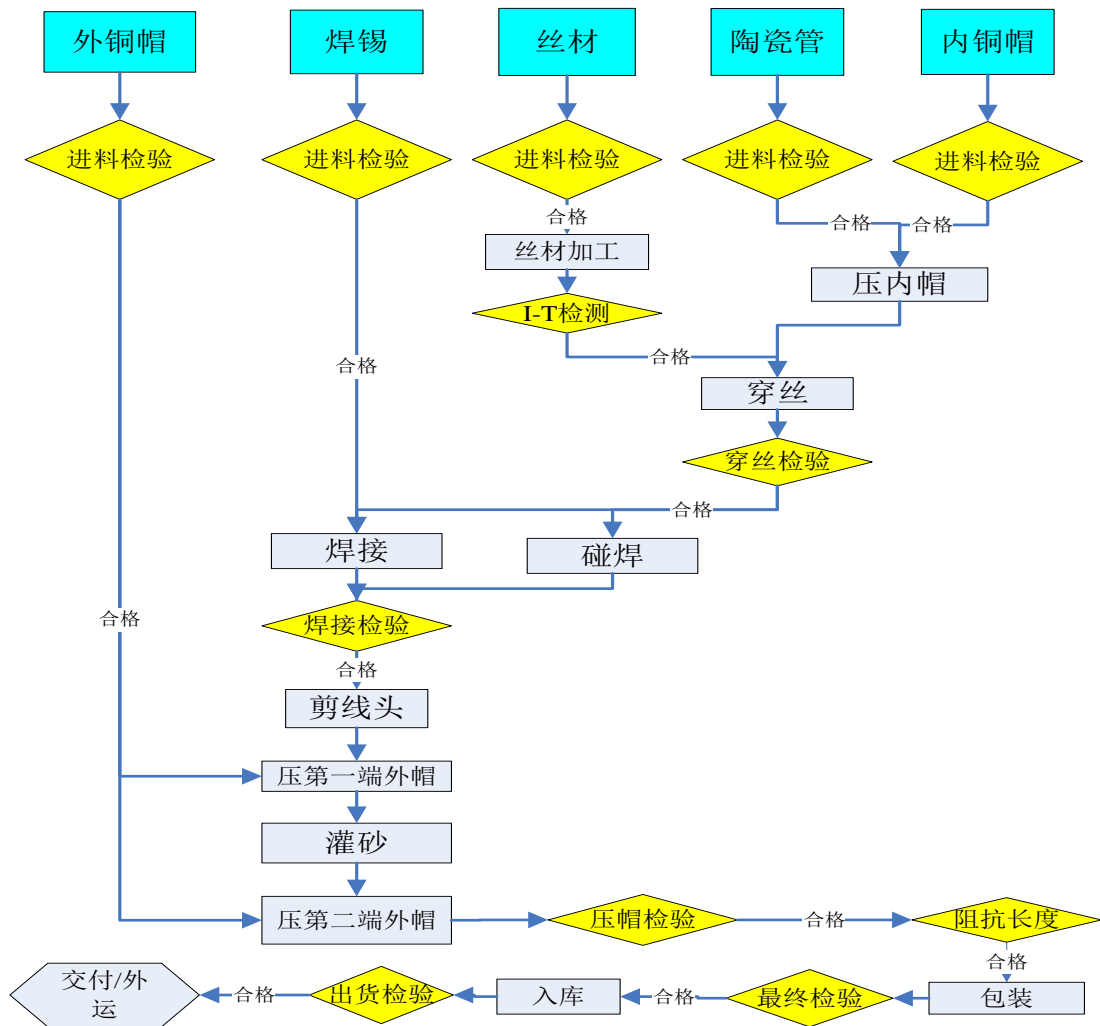 外铜帽
焊锡
丝材
陶瓷管
内铜帽
进料检验
进料检验
进料检验
进料检验
进料检验
合格
合格
合格
丝材加工
压内帽
I-T检测
合格
合格
穿丝
穿丝检验
合格
焊接
碰焊
合格
焊接检验
合格
剪线头
压第一端外帽
灌砂
压第二端外帽
压帽检验
合格
阻抗长度
合格
交付/外
运
合格
出货检验
入库
合格
最终检验
包装